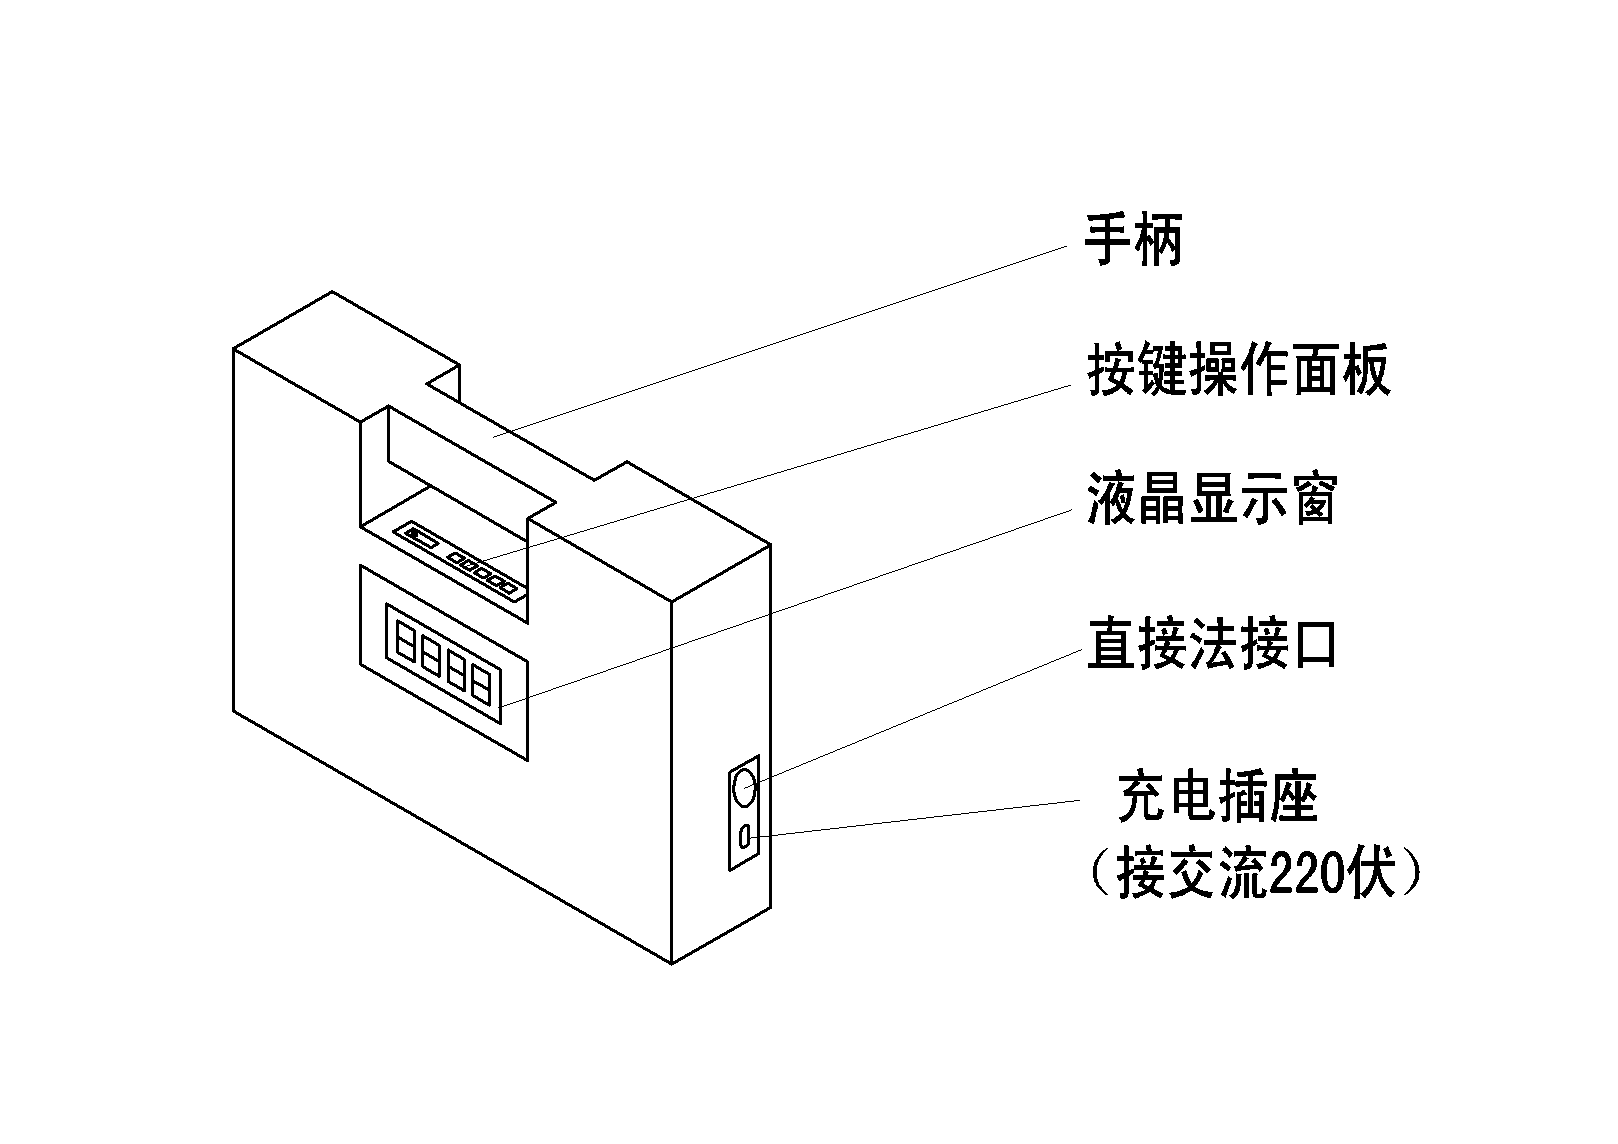 手柄
按键操作面板
液晶显示窗
直接法接口
充电插座
（接交流220伏）